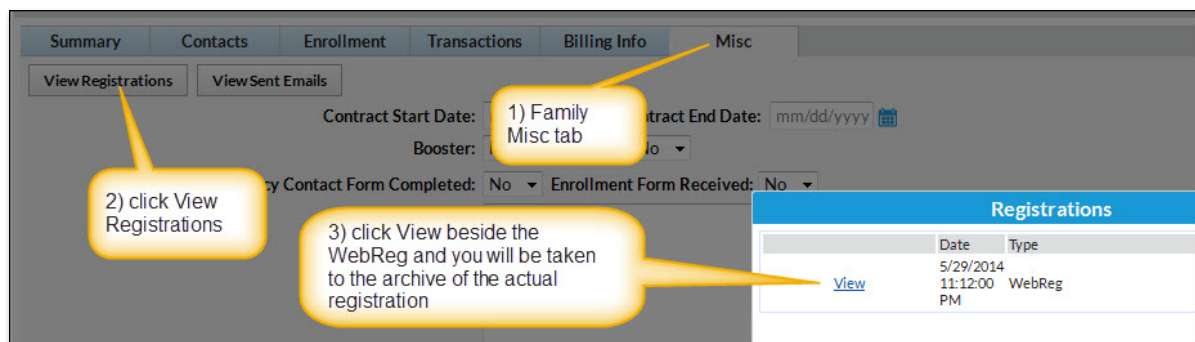 Summary Contacts Enrollment Transactions Billing Info Misc
View Registrations View Sent Emails
1) Family
Misc tab
Contract Start Date: ntract End Date: mm/dd/yyyy
Booster: No
2) click View
Registrations
cy Contact Form Completed: No Enrollment Form Received: No
3) click View beside the
WebReg and you will be taken
to the archive of the actual
registration
Registrations
Date Type
5/29/2014
View 11:12:00 WebReg
PM